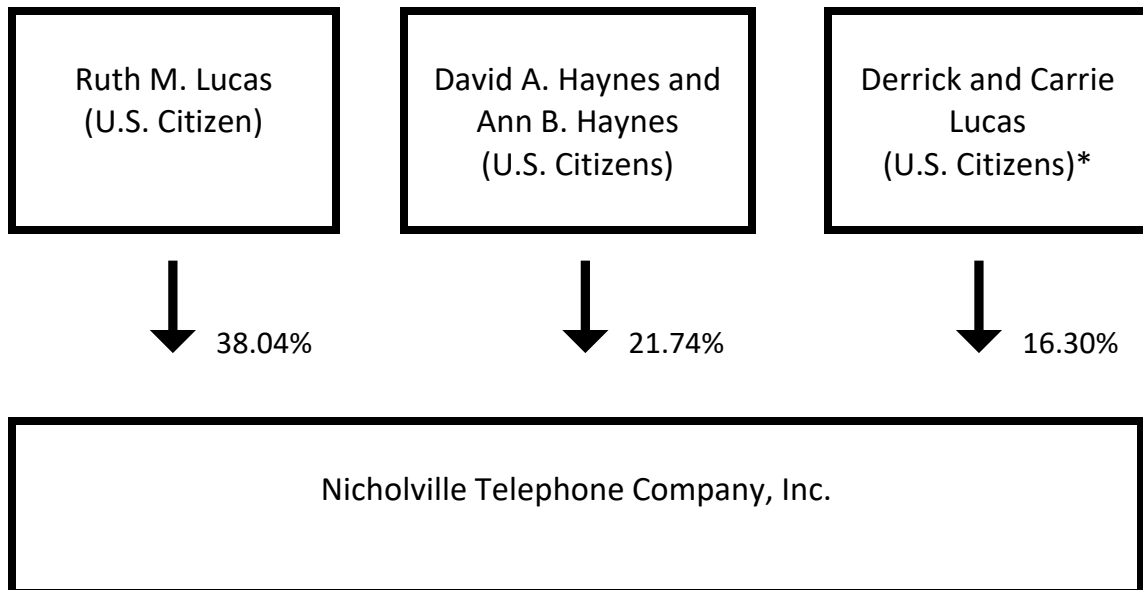 Ruth M. Lucas
(U.S. Citizen)
David A. Haynes and
Ann B. Haynes
(U.S. Citizens)
Derrick and Carrie
Lucas
(U.S. Citizens)*
38.04%
21.74%
16.30%
Nicholville Telephone Company, Inc.